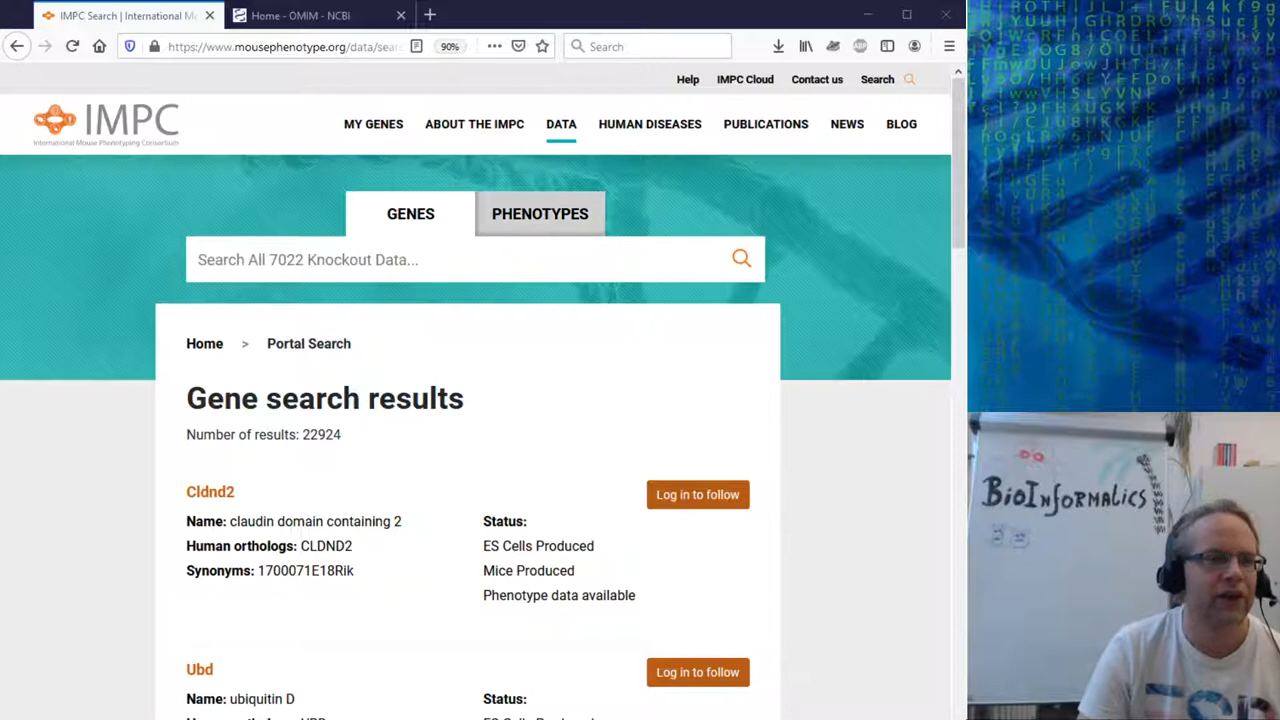 IMPC Search | International M
Home - OMIM - NCBI
https://www.mousephenotype.org/data/sear
90%
Search
Help
IMPC Cloud
Contact us
Search
IMPC
International Mouse Phenotyping Consortium
MY GENES
ABOUT THE IMPC
DATA
HUMAN DISEASES
PUBLICATIONS
NEWS
BLOG
GENES
PHENOTYPES
Search All 7022 Knockout Data...
Home > Portal Search
Gene search results
Number of results: 22924
Cldnd2
Log in to follow
Name: claudin domain containing 2
Human orthologs: CLDND2
Synonyms: 1700071E18Rik
Status:
ES Cells Produced
Mice Produced
Phenotype data available
Ubd
Log in to follow
Name: ubiquitin D
Status:
BioInformatics